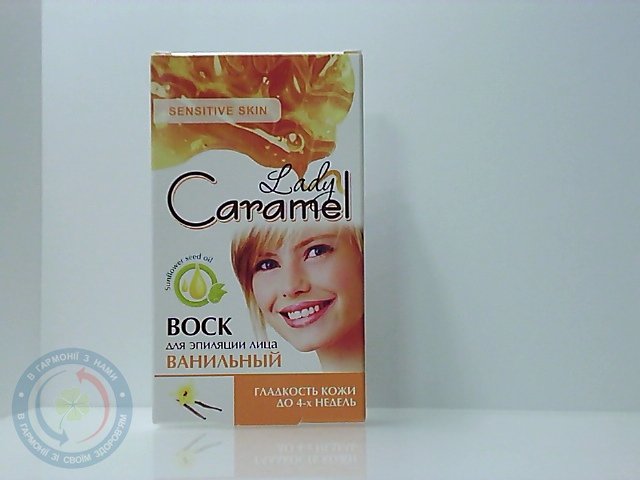 SENSITIVE SKIN
Lady
Caramel
Sunflower seed oil
ВОСК
для эпиляции лица
ВАНИЛЬНЫЙ
ГЛАДКОСТЬ КОЖИ
ДО 4-х НЕДЕЛЬ
В ГАРМОНІЇ З НАМИ
В ГАРМОНІЇ ЗІ СВОЇМ ЗДОРОВ'ЯМ